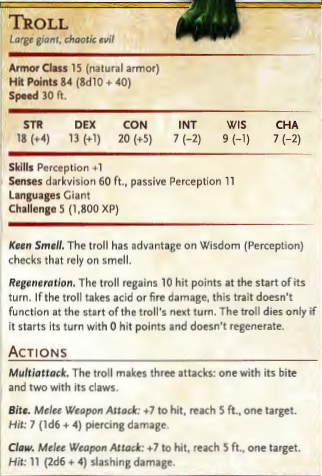 TROLL
Large giant, chaotic evil
Armor Class 15 (natural armor)
Hit Points 84 (8d10 + 40)
Speed 30 ft.
STR DEX CON INT WIS CHA
18 (+4) 13 (+1) 20 (+5) 7 (−2) 9 (−1) 7 (−2)
Skills Perception +1
Senses darkvision 60 ft., passive Perception 11
Languages Giant
Challenge 5 (1,800 XP)
Keen Smell. The troll has advantage on Wisdom (Perception)
checks that rely on smell.
Regeneration. The troll regains 10 hit points at the start of its
turn. If the troll takes acid or fire damage, this trait doesn't
function at the start of the troll's next turn. The troll dies only if
it starts its turn with 0 hit points and doesn't regenerate.
ACTIONS
Multiattack. The troll makes three attacks: one with its bite
and two with its claws.
Bite. Melee Weapon Attack: +7 to hit, reach 5 ft., one target.
Hit: 7 (1d6 + 4) piercing damage.
Claw. Melee Weapon Attack: +7 to hit, reach 5 ft., one target.
Hit: 11 (2d6 + 4) slashing damage.